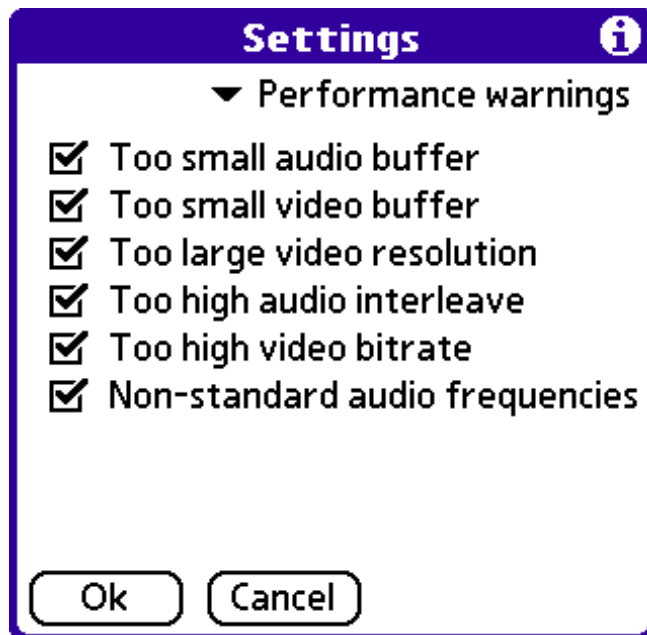 Settings
Performance warnings
Too small audio buffer
Too small video buffer
Too large video resolution
Too high audio interleave
Too high video bitrate
Non-standard audio frequencies
Ok Cancel